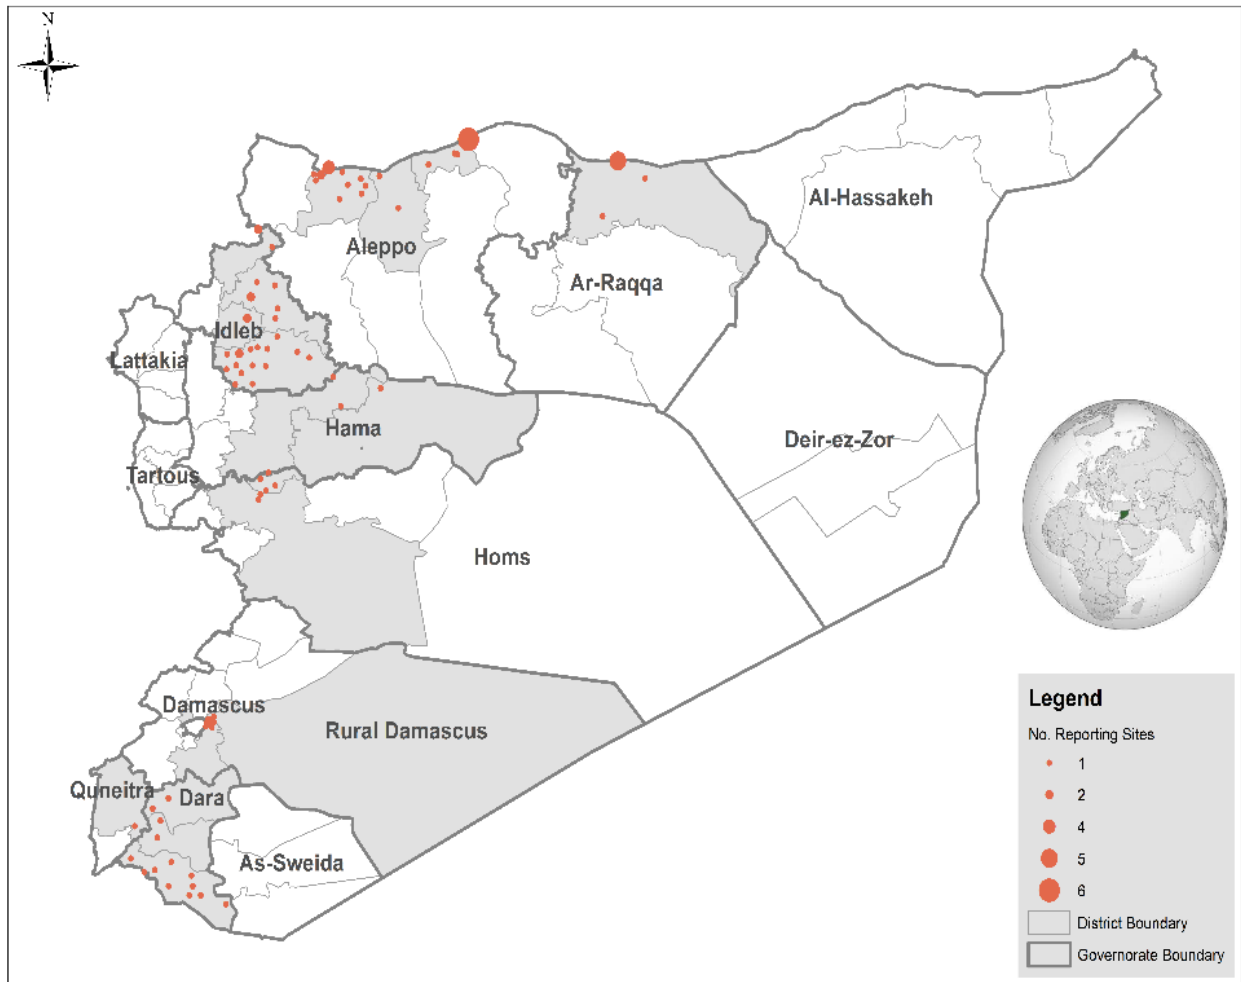 N
Al-Hassakeh
Aleppo
Ar-Raqqa
Idleb
Lattakia
Hama
Deir-ez-Zor
Tartous
Homs
Damascus
Rural Damascus
Quneitra
Dara
As-Sweida
Legend
No. Reporting Sites
1
2
4
5
6
District Boundary
Governorate Boundary